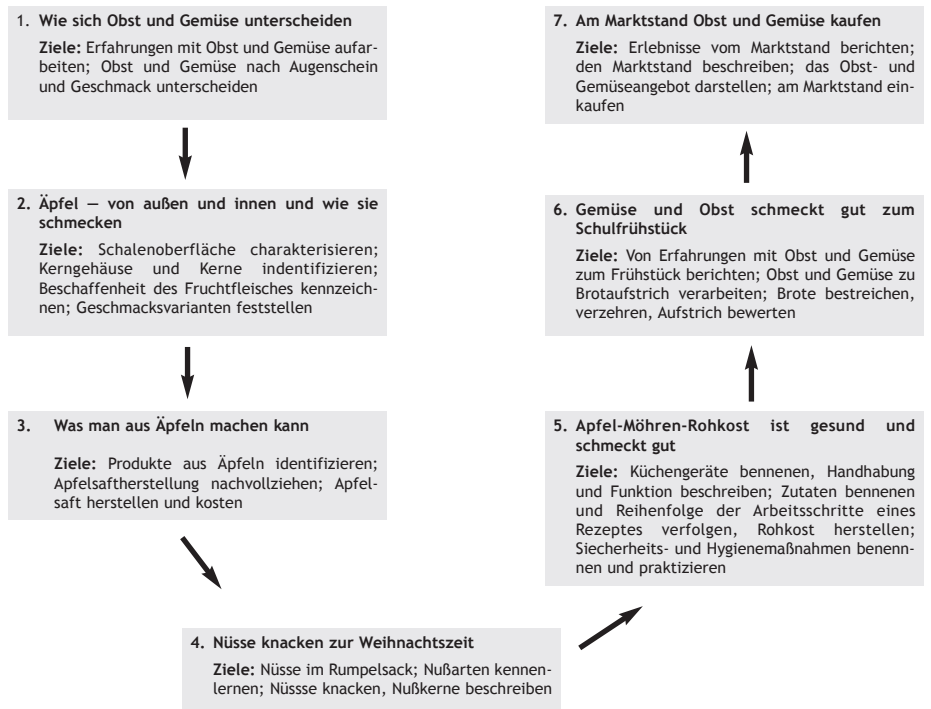 1. Wie sich Obst und Gemüse unterscheiden
Ziele: Erfahrungen mit Obst und Gemüse aufar-
beiten; Obst und Gemüse nach Augenschein
und Geschmack unterscheiden
2. Äpfel — von außen und innen und wie sie
schmecken
Ziele: Schalenoberfläche charakterisieren;
Kerngehäuse und Kerne indentifizieren;
Beschaffenheit des Fruchtfleisches kennzeich-
nen; Geschmacksvarianten feststellen
3. Was man aus Äpfeln machen kann
Ziele: Produkte aus Äpfeln identifizieren;
Apfelsaftherstellung nachvollziehen; Apfel-
saft herstellen und kosten
4. Nüsse knacken zur Weihnachtszeit
Ziele: Nüsse im Rumpelsack; Nußarten kennen-
lernen; Nüssse knacken, Nußkerne beschreiben
5. Apfel-Möhren-Rohkost ist gesund und
schmeckt gut
Ziele: Küchengeräte benennen, Handhabung
und Funktion beschreiben; Zutaten benennen
und Reihenfolge der Arbeitsschritte eines
Rezeptes verfolgen, Rohkost herstellen;
Siecherheits- und Hygienemaßnahmen benenn-
nen und praktizieren
6. Gemüse und Obst schmeckt gut zum
Schulfrühstück
Ziele: Von Erfahrungen mit Obst und Gemüse
zum Frühstück berichten; Obst und Gemüse zu
Brotaufstrich verarbeiten; Brote bestreichen,
verzehren, Aufstrich bewerten
7. Am Marktstand Obst und Gemüse kaufen
Ziele: Erlebnisse vom Marktstand berichten;
den Marktstand beschreiben; das Obst- und
Gemüseangebot darstellen; am Marktstand ein-
kaufen